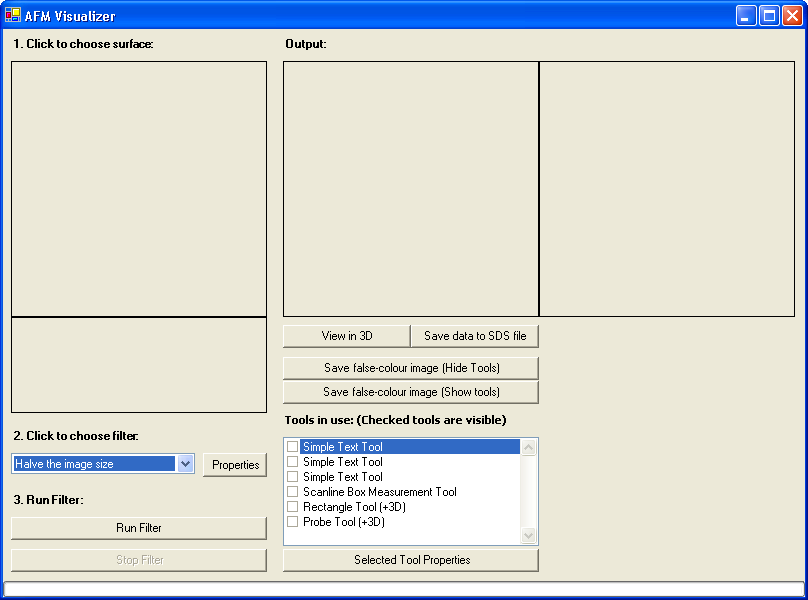 AFM Visualizer
1. Click to choose surface:
Output:
View in 3D
Save data to SDS file
Save false-colour image (Hide Tools)
Save false-colour image (Show tools)
Tools in use: (Checked tools are visible)
Simple Text Tool
Simple Text Tool
Simple Text Tool
Scanline Box Measurement Tool
Rectangle Tool (+3D)
Probe Tool (+3D)
Selected Tool Properties
2. Click to choose filter:
Halve the image size
Properties
3. Run Filter:
Run Filter
Stop Filter